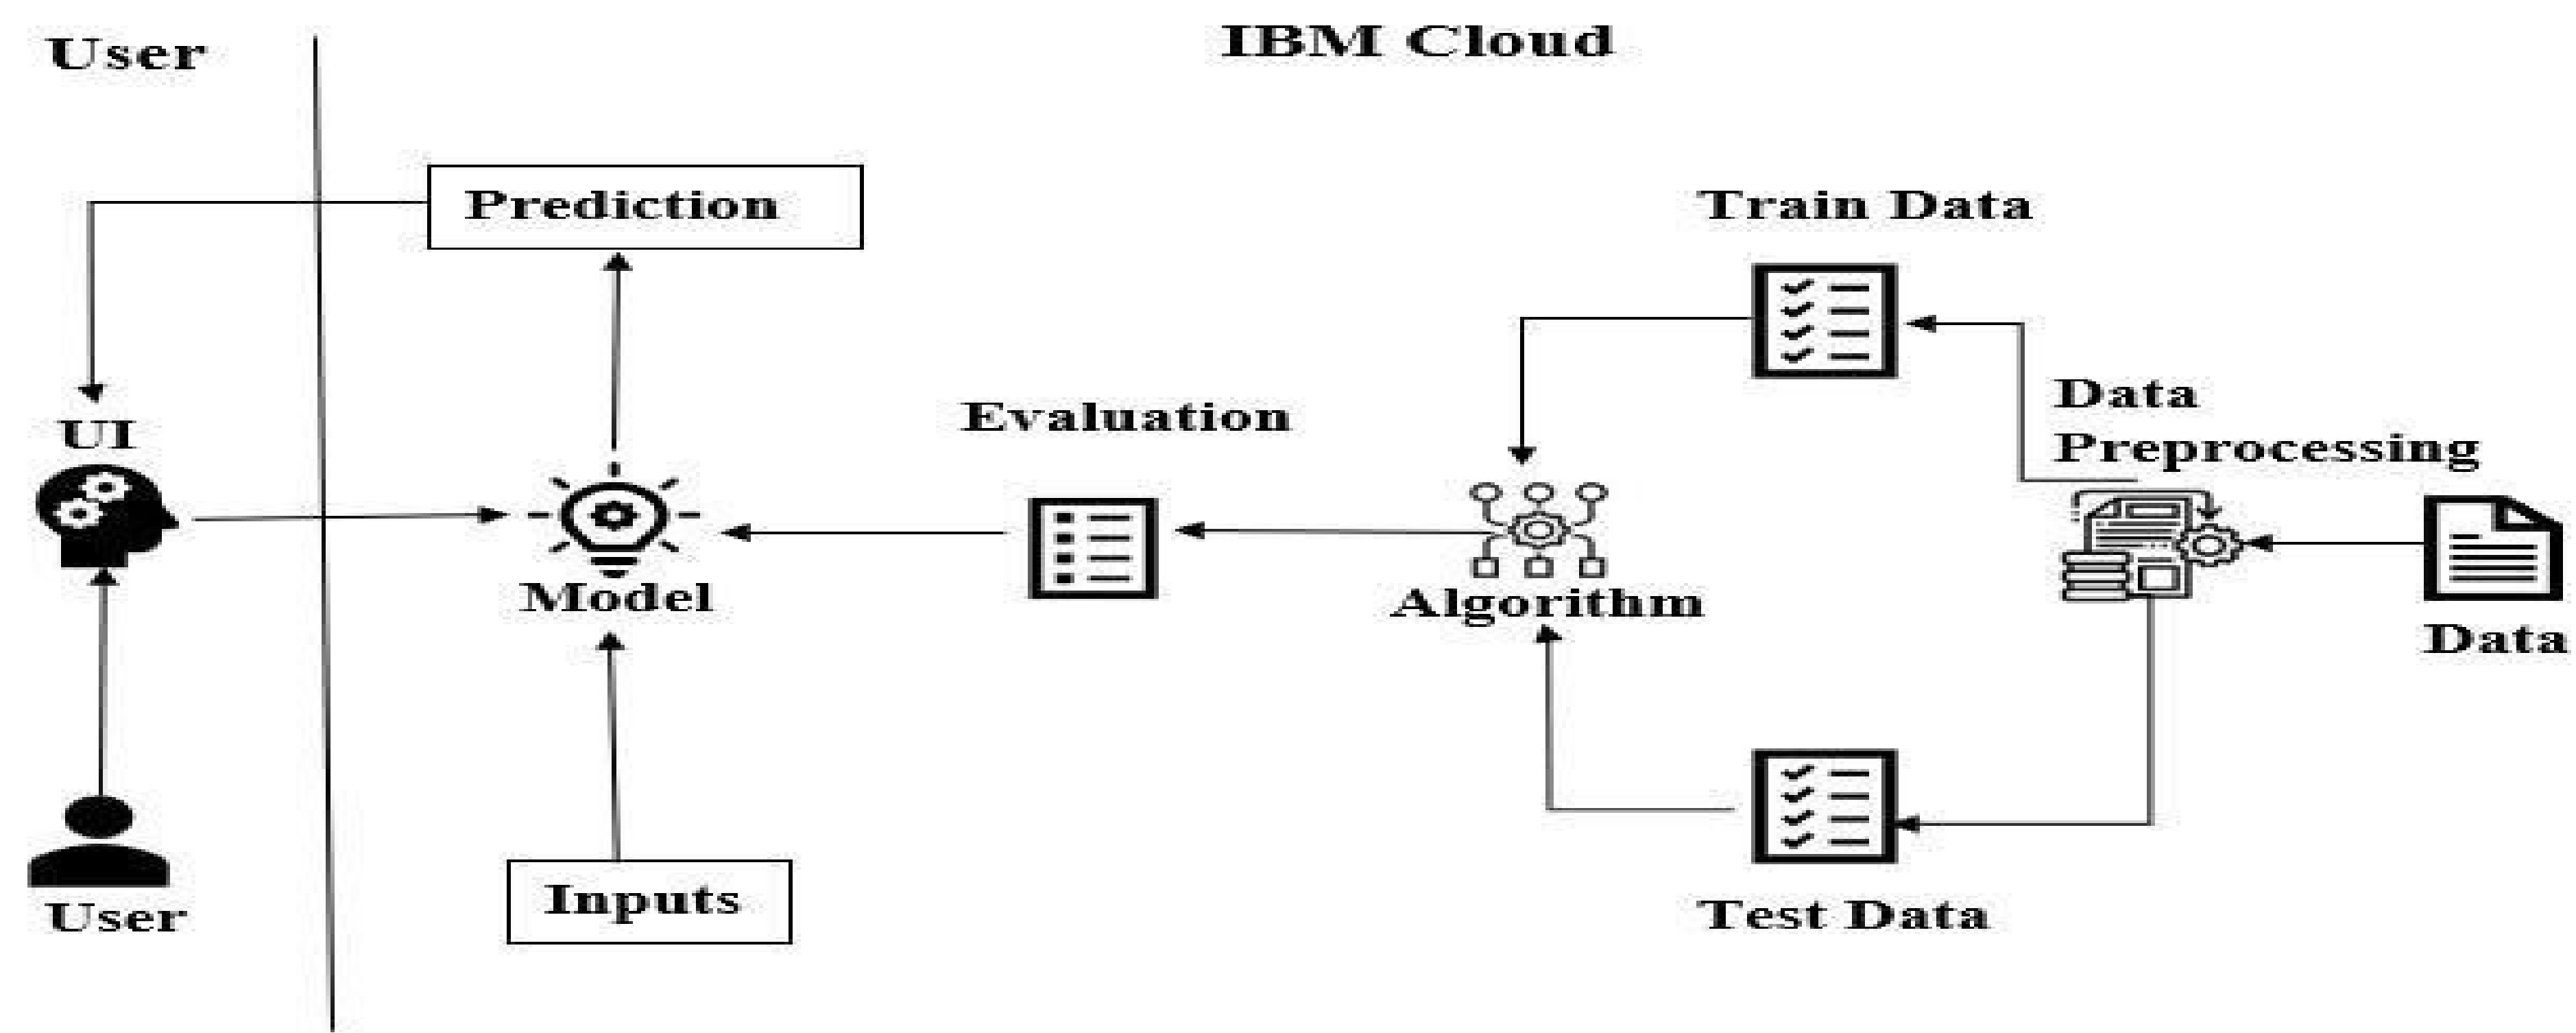 User
IBM Cloud
Prediction
Train Data
Data
Preprocessing
Evaluation
UI
Model
Algorithm
Data
Inputs
User
Test Data